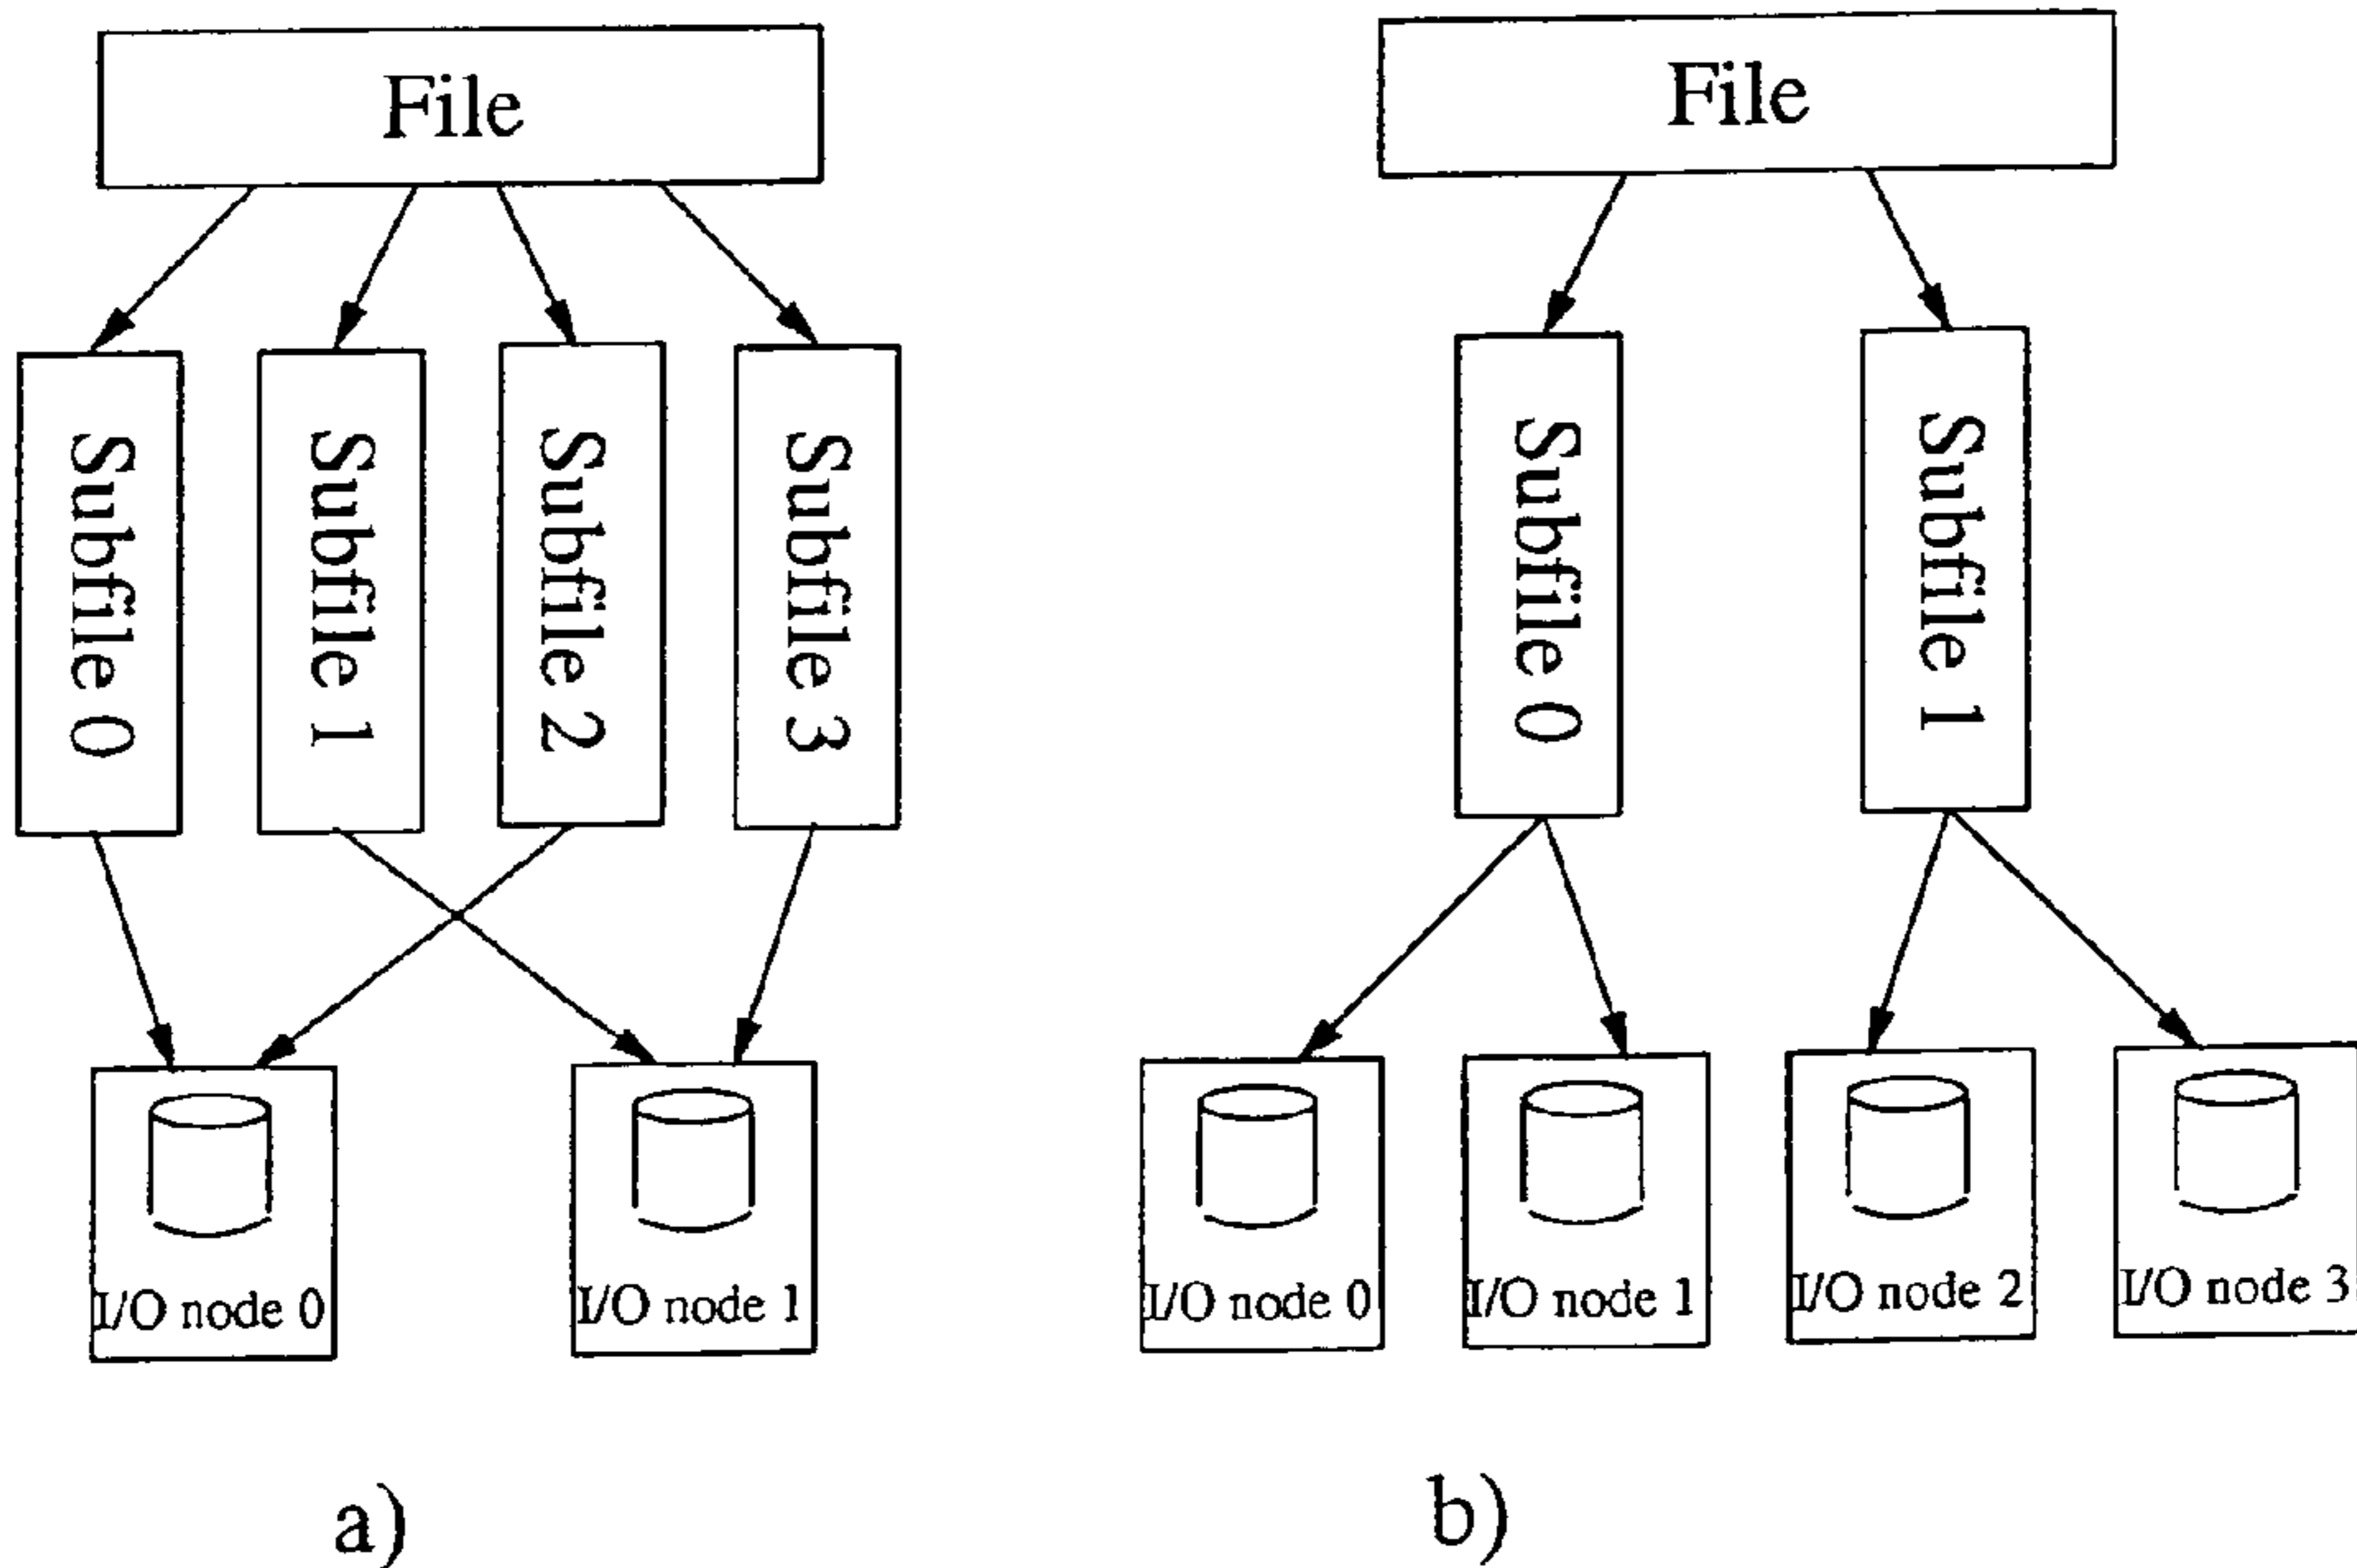 File
File
Subfile 0
Subfile 1
Subfile 2
Subfile 3
Subfile 0
Subfile 1
I/O node 0
I/O node 1
I/O node 0
I/O node 1
I/O node 2
I/O node 3
a)
b)